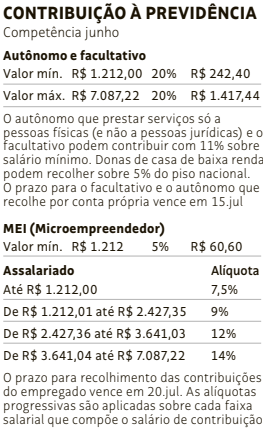 CONTRIBUIÇÃO À PREVIDÊNCIA
Competência junho
Autônomo e facultativo
Valor mín. R$ 1.212,00 20% R$ 242,40
Valor máx. R$ 7.087,22 20% R$ 1.417,44
O autônomo que prestar serviços só a
pessoas físicas (e não a pessoas jurídicas) e o
facultativo podem contribuir com 11% sobre
salário mínimo. Donas de casa de baixa renda
podem recolher sobre 5% do piso nacional.
O prazo para o facultativo e o autônomo que
recolhe por conta própria vence em 15.jul
MEI (Microempreendedor)
Valor mín. R$ 1.212 5% R$ 60,60
Assalariado Alíquota
Até R$ 1.212,00 7,5%
De R$ 1.212,01 até R$ 2.427,35 9%
De R$ 2.427,36 até R$ 3.641,03 12%
De R$ 3.641,04 até R$ 7.087,22 14%
O prazo para recolhimento das contribuições
do empregado vence em 20.jul. As alíquotas
progressivas são aplicadas sobre cada faixa
salarial que compõe o salário de contribuição